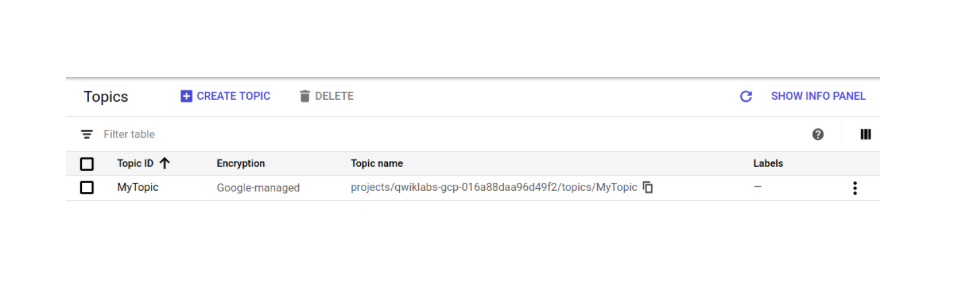 Topics CREATE TOPIC DELETE SHOW INFO PANEL
Filter table
Topic ID Encryption Topic name Labels
MyTopic Google-managed projects/qwiklabs-gcp-016a88daa96d49f2/topics/MyTopic —